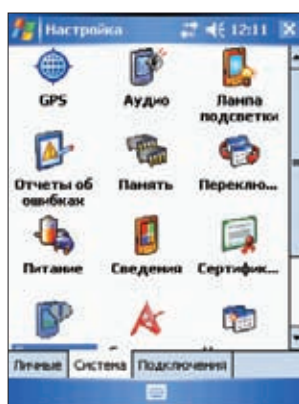 Настройка 12:11
GPS Аудио Лампа
подсветки
Отчеты об Память Переклю...
ошибках
Питание Сведения Сертифик...
Личные Система Подключения